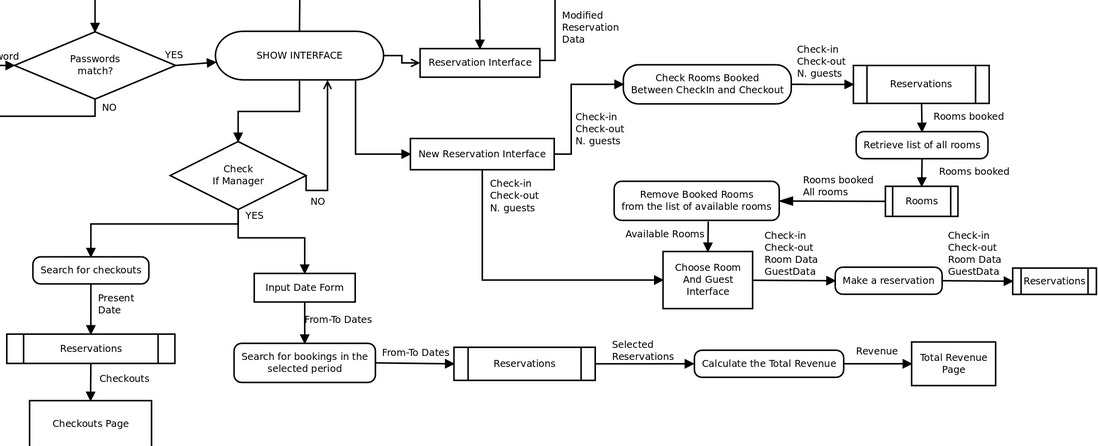 Modified
Reservation
Data
word
Passwords
match?
YES
NO
SHOW INTERFACE
Reservation Interface
Check Rooms Booked
Between CheckIn and Checkout
Check-in
Check-out
N. guests
Reservations
Rooms booked
Check-in
Check-out
N. guests
New Reservation Interface
Retrieve list of all rooms
Rooms booked
Check
If Manager
NO
YES
Check-in
Check-out
N. guests
Remove Booked Rooms
from the list of available rooms
Rooms booked
All rooms
Rooms
Available Rooms
Choose Room
And Guest
Interface
Check-in
Check-out
Room Data
GuestData
Make a reservation
Check-in
Check-out
Room Data
GuestData
Reservations
Search for checkouts
Present
Date
Reservations
Checkouts
Checkouts Page
Input Date Form
From-To Dates
Search for bookings in the
selected period
From-To Dates
Reservations
Selected
Reservations
Calculate the Total Revenue
Revenue
Total Revenue
Page